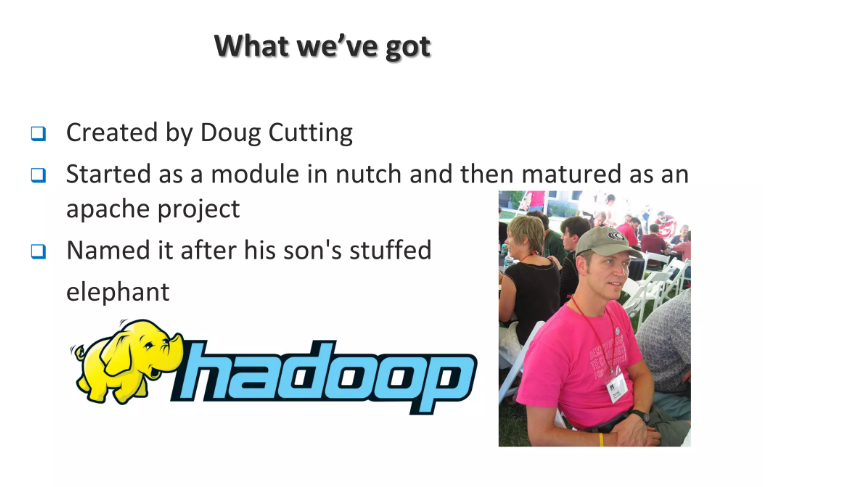 What we’ve got
Created by Doug Cutting
Started as a module in nutch and then matured as an
apache project
Named it after his son's stuffed
elephant
hadoop